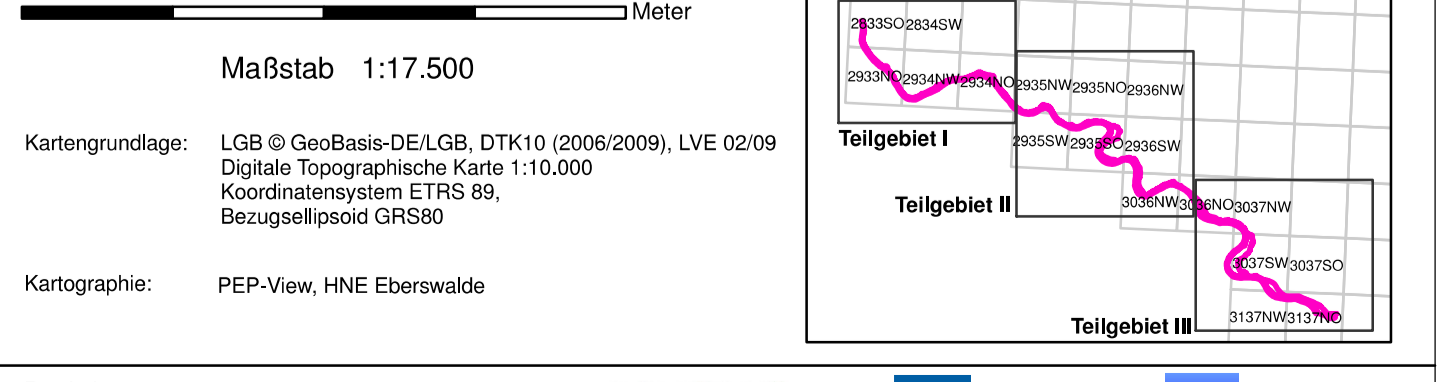 Meter
Maßstab 1:17.500
Kartengrundlage: LGB © GeoBasis-DE/LGB, DTK10 (2006/2009), LVE 02/09
Digitale Topographische Karte 1:10.000
Koordinatensystem ETRS 89,
Bezugsellipsoid GRS80
Kartographie: PEP-View, HNE Eberswalde
2833SO 2834SW
2933NO 2934NW 2934NO 2935NW 2935NO 2936NW
Teilgebiet I
2935SW 2935SO 2936SW
Teilgebiet II
3036NW 3036NO 3037NW
3037SW 3037SO
3137NW 3137NO
Teilgebiet III